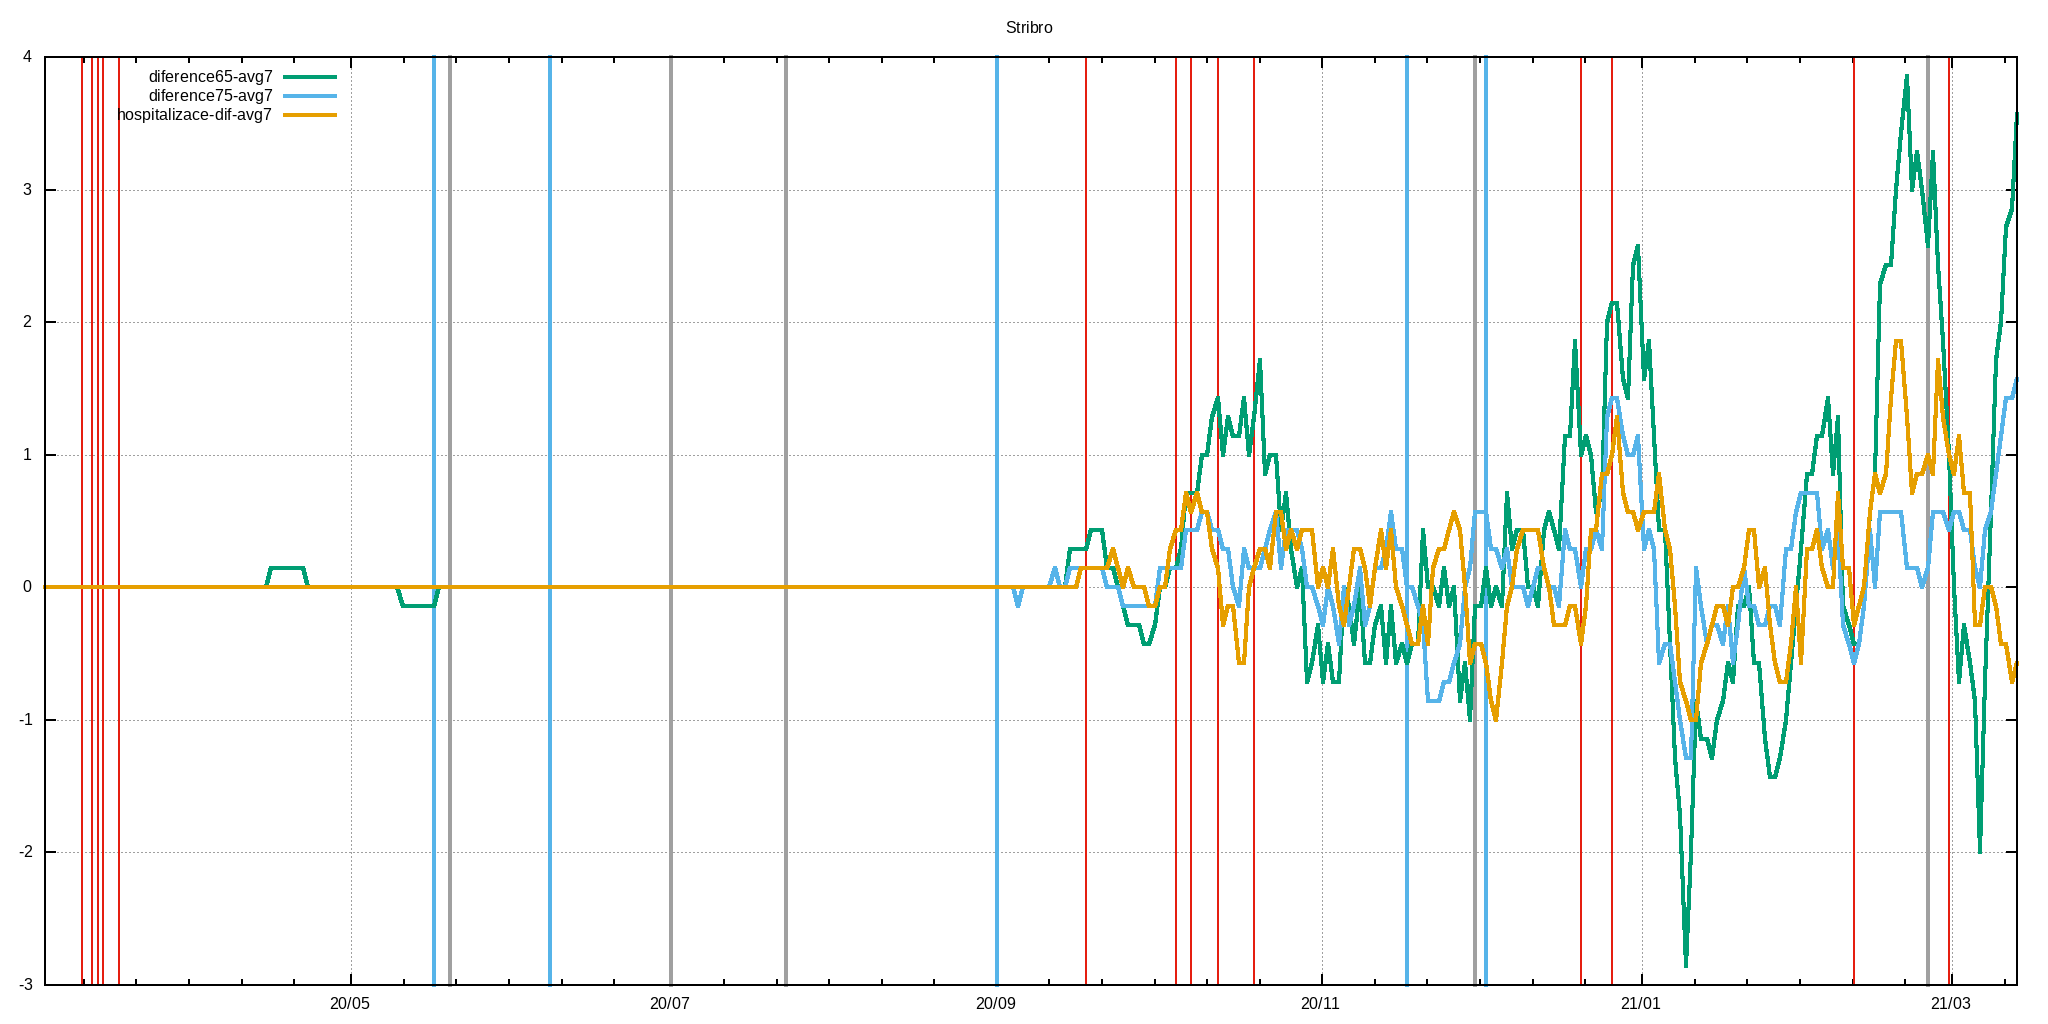 Stribro
4
diference65-avg7
diference75-avg7
hospitalizace-dif-avg7
3
2
1
0
-1
-2
-3
20/05 20/07 20/09 20/11 21/01 21/03